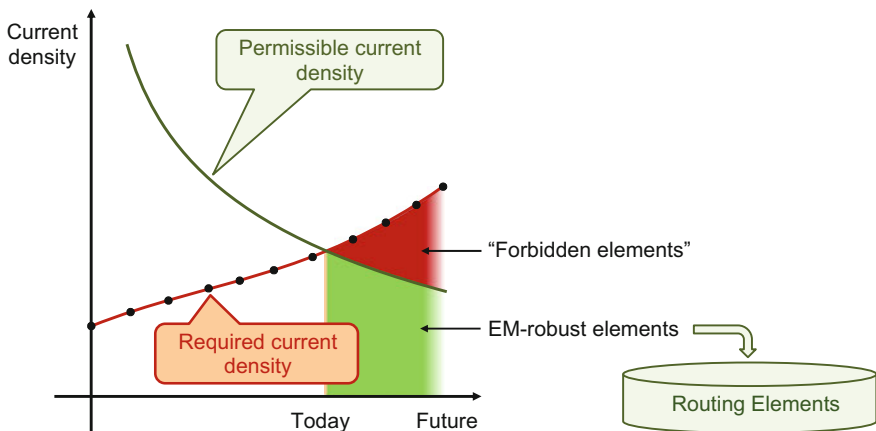 Current
density
Permissible current
density
“Forbidden elements”
EM-robust elements
Required current
density
Routing Elements
Today
Future